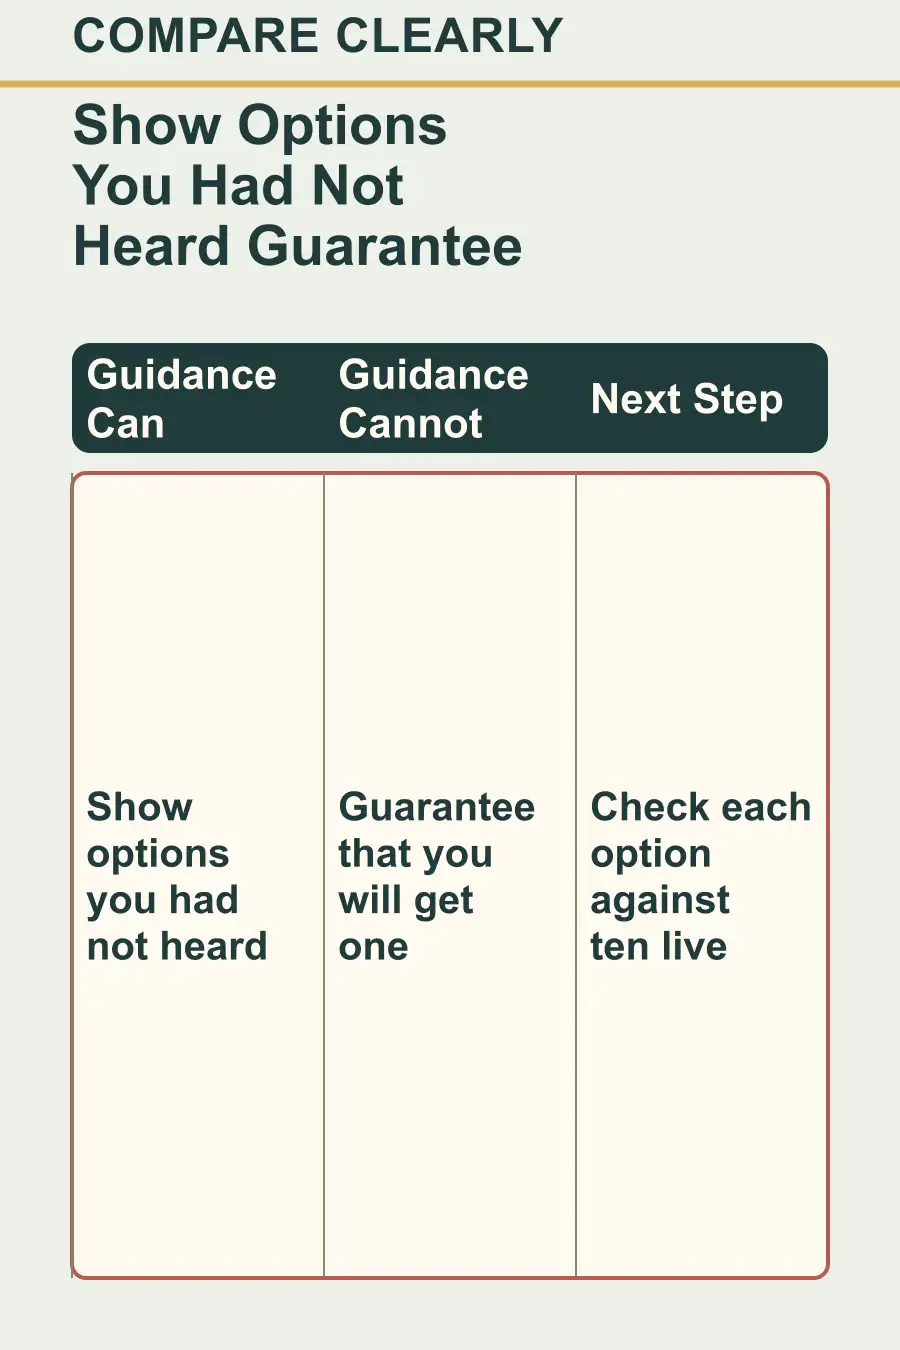 COMPARE CLEARLY
Show Options
You Had Not
Heard Guarantee
Guidance
Can
Guidance
Cannot
Next Step
Show
options
you had
not heard
Guarantee
that you
will get
one
Check each
option
against
ten live